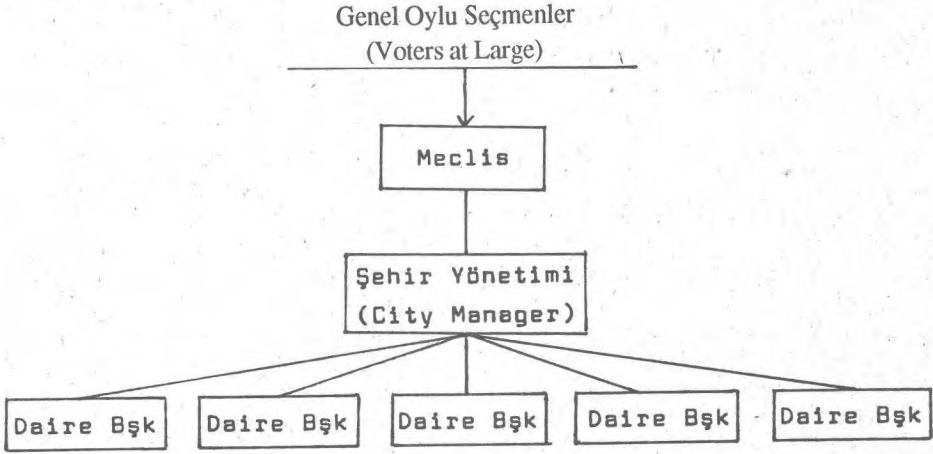 Genel Oylu Seçmenler
(Voters at Large)
Meclis
Şehir Yönetimi
(City Manager)
Daire Bşk
Daire Bşk
Daire Bşk
Daire Bşk
Daire Bşk